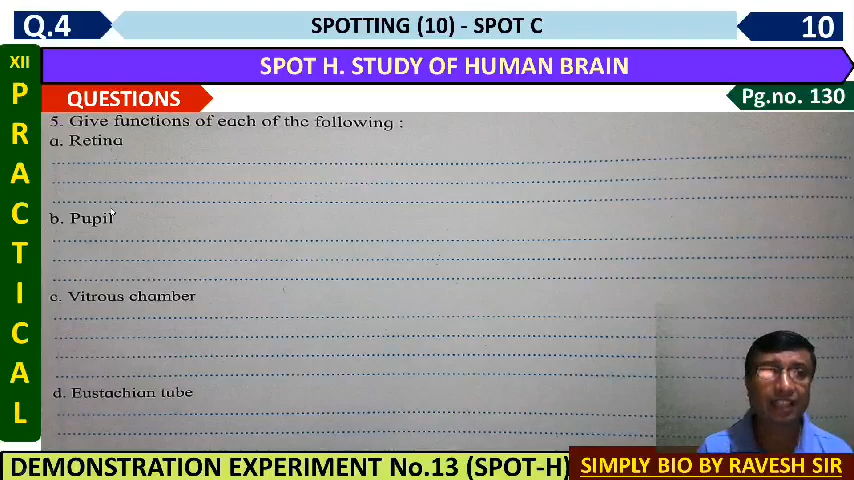 Q.4
SPOTTING (10) - SPOT C
10
XII
PRACTICAL
SPOT H. STUDY OF HUMAN BRAIN
QUESTIONS
Pg.no. 130
5. Give functions of each of the following :
a. Retina
b. Pupil
c. Vitrous chamber
d. Eustachian tube
DEMONSTRATION EXPERIMENT No.13 (SPOT-H)
SIMPLY BIO BY RAVESH SIR